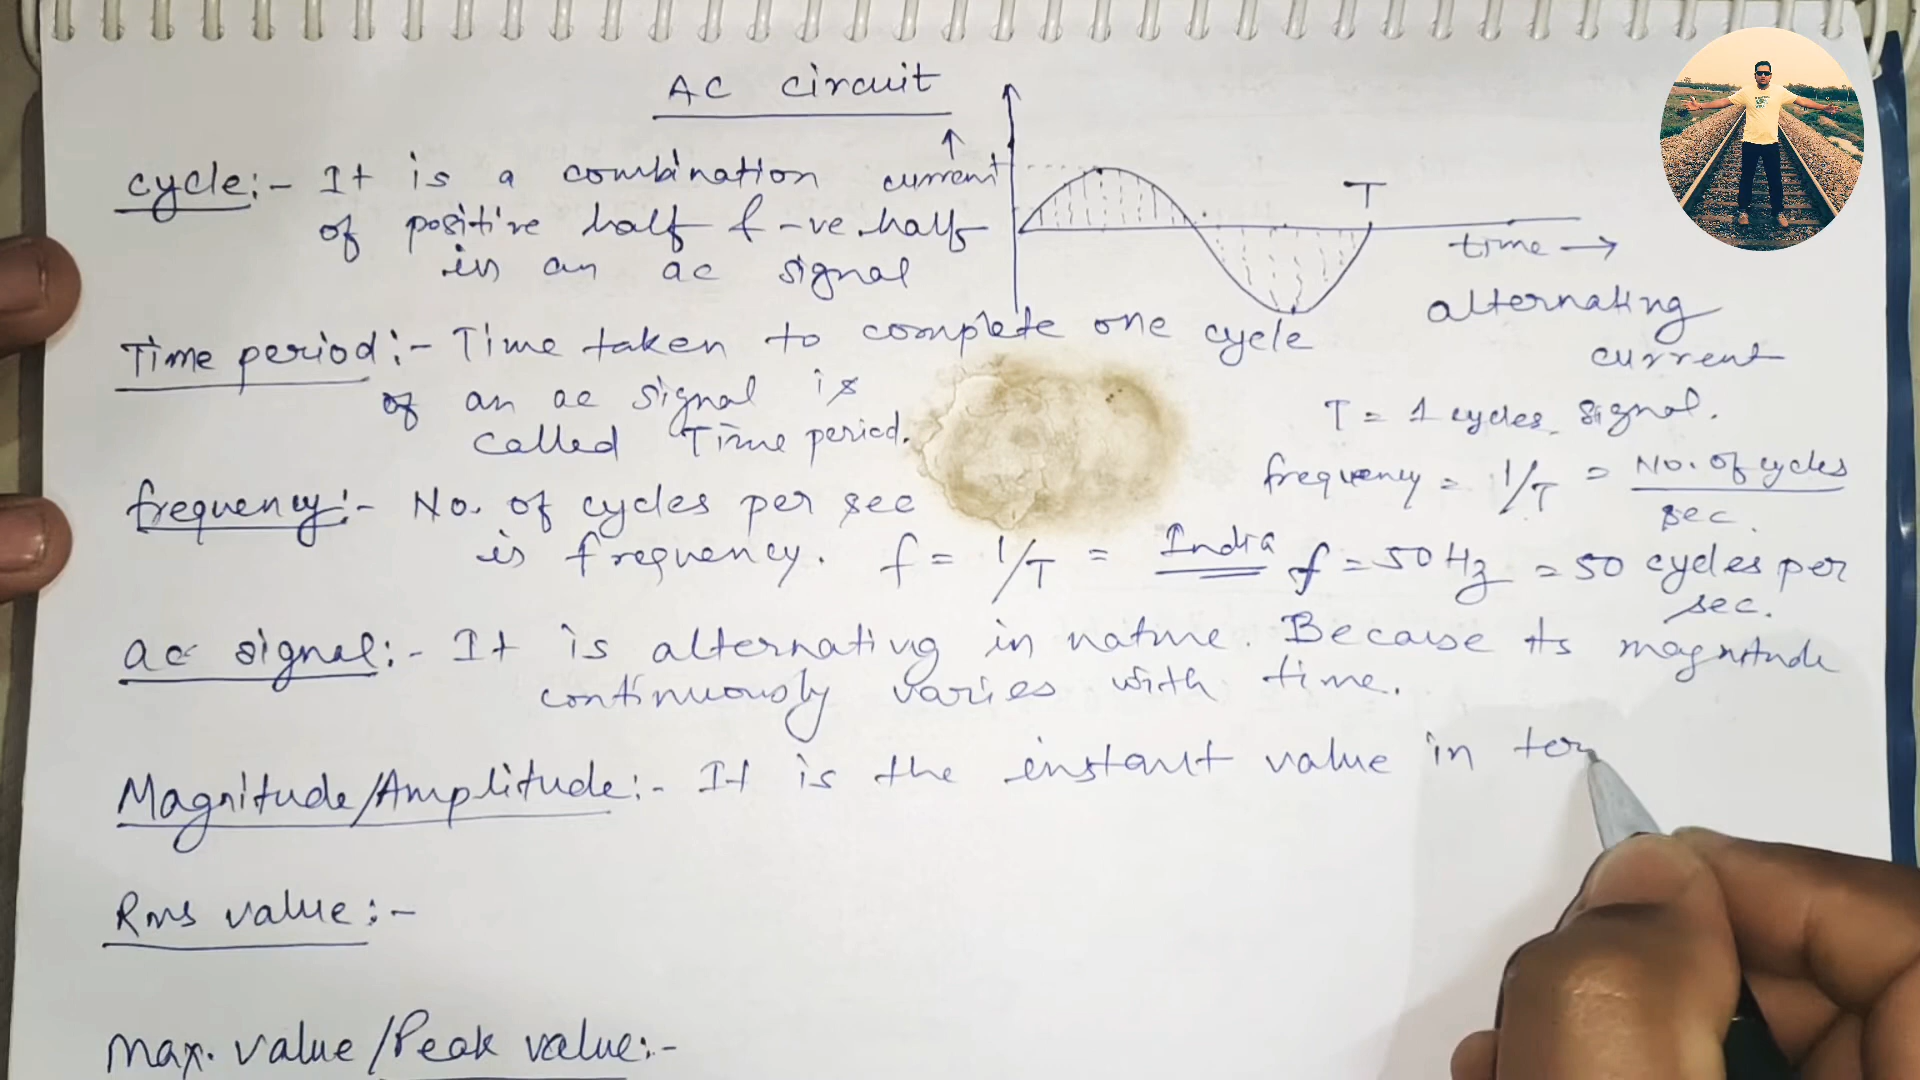 AC circuit
cycle:- It is a combination
of positive half & -ve half
in an ac signal
current
T
time →
alternating
current
Time period:- Time taken to complete one cycle
of an ac signal is
called Time period.
T = 1 cycles signal.
frequency = 1/T = No. of cycles
sec.
frequency:- No. of cycles per sec
is frequency. f = 1/T = India f = 50 Hz = 50 cycles per
sec.
ac signal:- It is alternating in nature. Because its magnitude
continuously varies with time.
Magnitude/Amplitude:- It is the instant value in ter
Rms value:-
Max. value/Peak value:-